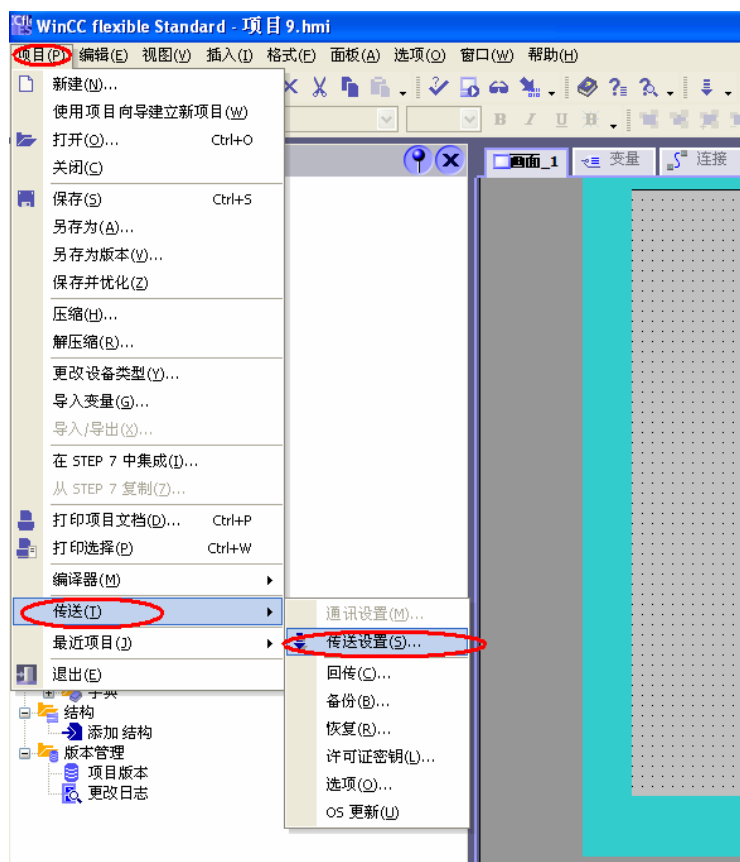 WinCC flexible Standard - 项目9.hmi
项目(P) 编辑(E) 视图(V) 插入(I) 格式(F) 面板(A) 选项(O) 窗口(W) 帮助(H)
新建(N)...
使用项目向导建立新项目(W)
打开(O)... Ctrl+O
关闭(C)
画面_1 变量 连接
保存(S) Ctrl+S
另存为(A)...
另存为版本(V)...
保存并优化(Z)
压缩(H)...
解压缩(R)...
更改设备类型(Y)...
导入变量(G)...
导入/导出(X)...
在 STEP 7 中集成(I)...
从 STEP 7 复制(7)...
打印项目文档(D)... Ctrl+P
打印选择(P) Ctrl+W
编译器(M)
传送(T)
最近项目(J)
退出(E)
通讯设置(M)...
传送设置(S)...
回传(C)...
备份(B)...
恢复(R)...
许可证密钥(L)...
选项(O)...
OS 更新(U)
结构
添加 结构
版本管理
项目版本
更改日志